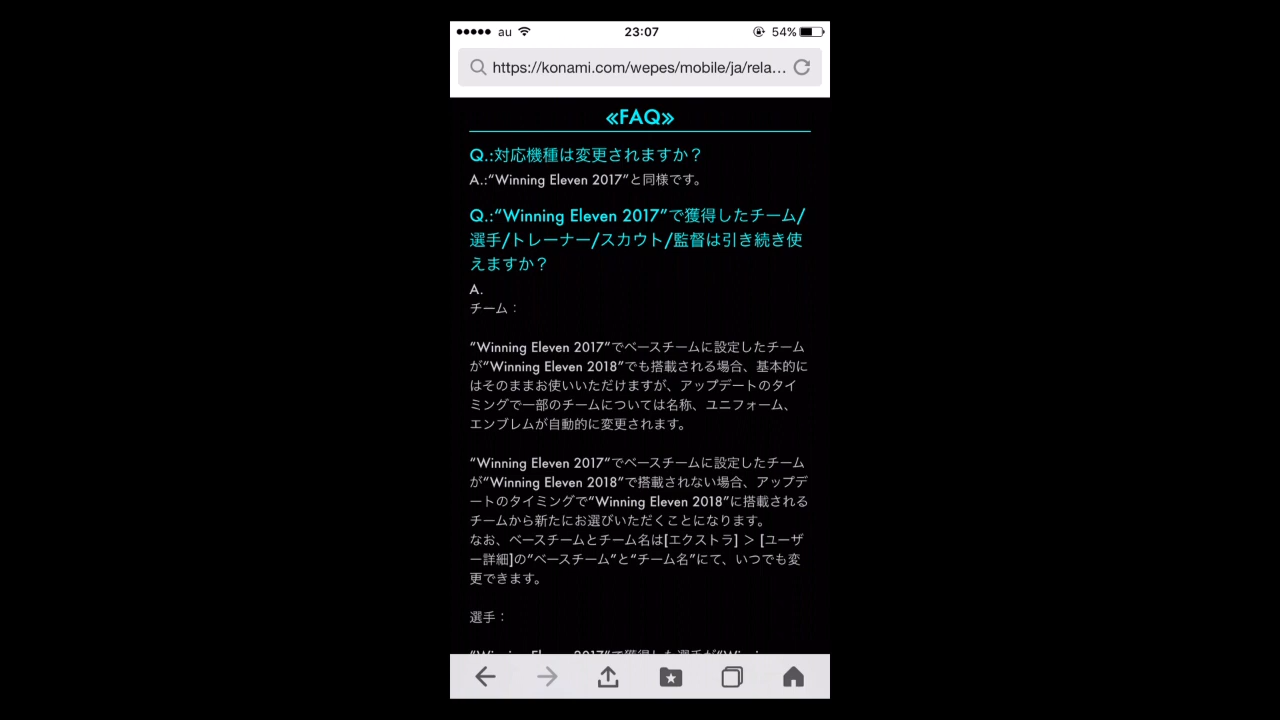 au
23:07
54%
https://konami.com/wepes/mobile/ja/rela...
≪FAQ≫
Q.:対応機種は変更されますか？
A.:“Winning Eleven 2017”と同様です。
Q.:“Winning Eleven 2017”で獲得したチーム/
選手/トレーナー/スカウト/監督は引き続き使
えますか？
A.
チーム：
“Winning Eleven 2017”でベースチームに設定したチーム
が“Winning Eleven 2018”でも搭載される場合、基本的に
はそのままお使いいただけますが、アップデートのタイ
ミングで一部のチームについては名称、ユニフォーム、
エンブレムが自動的に変更されます。
“Winning Eleven 2017”でベースチームに設定したチーム
が“Winning Eleven 2018”で搭載されない場合、アップデ
ートのタイミングで“Winning Eleven 2018”に搭載される
チームから新たにお選びいただくことになります。
なお、ベースチームとチーム名は[エクストラ] ＞ [ユーザ
ー詳細]の“ベースチーム”と“チーム名”にて、いつでも変
更できます。
選手：
“Winning Eleven 2017”で獲得した選手が“Winning